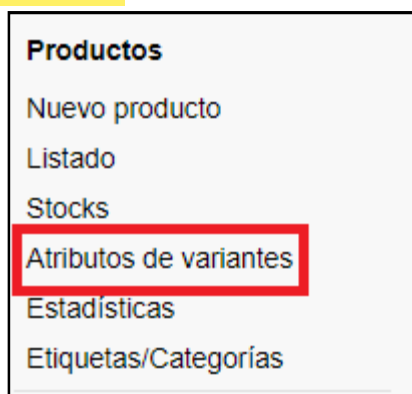 Productos
Nuevo producto
Listado
Stocks
Atributos de variantes
Estadísticas
Etiquetas/Categorías